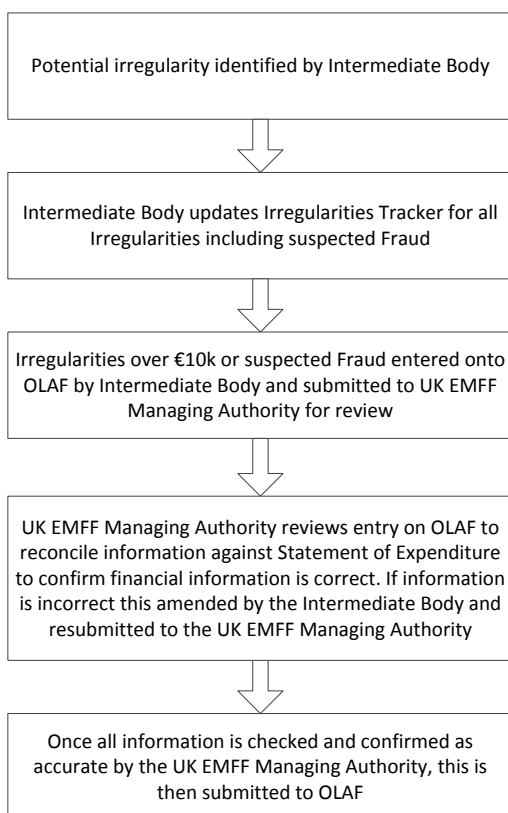 Potential irregularity identified by Intermediate Body
Intermediate Body updates Irregularities Tracker for all
Irregularities including suspected Fraud
Irregularities over €10k or suspected Fraud entered onto
OLAF by Intermediate Body and submitted to UK EMFF
Managing Authority for review
UK EMFF Managing Authority reviews entry on OLAF to
reconcile information against Statement of Expenditure
to confirm financial information is correct. If information
is incorrect this amended by the Intermediate Body and
resubmitted to the UK EMFF Managing Authority
Once all information is checked and confirmed as
accurate by the UK EMFF Managing Authority, this is
then submitted to OLAF